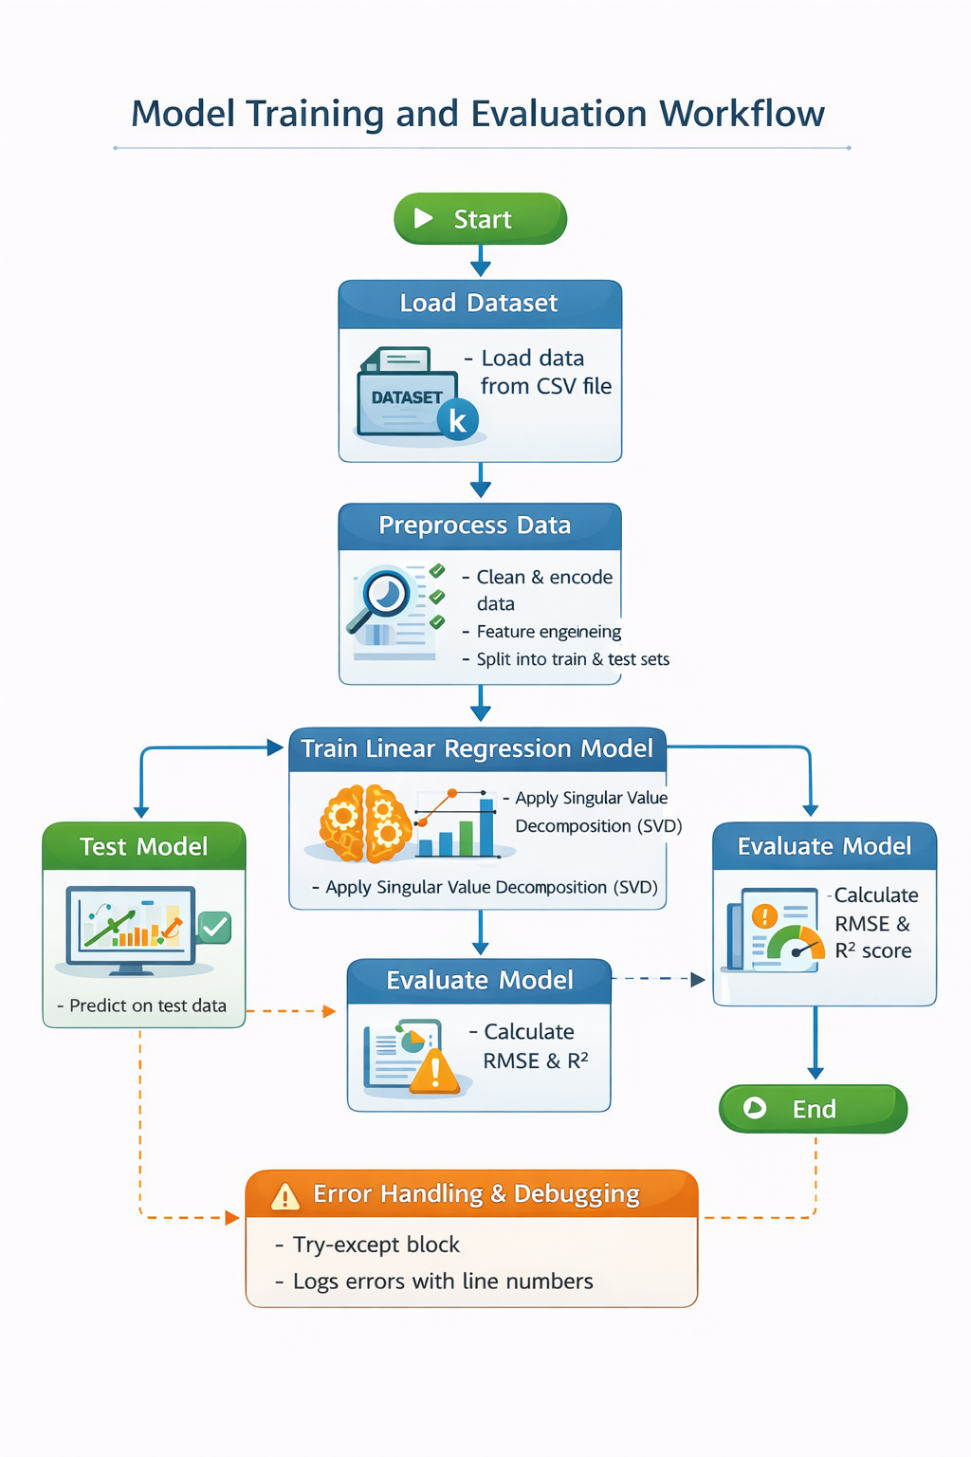 Model Training and Evaluation Workflow
Start
Load Dataset
DATASET
k
- Load data
from CSV file
Preprocess Data
- Clean & encode
data
- Feature engeineing
- Split into train & test sets
Train Linear Regression Model
- Apply Singular Value
Decomposition (SVD)
- Apply Singular Value Decomposition (SVD)
Test Model
- Predict on test data
Evaluate Model
- Calculate
RMSE &
R² score
Evaluate Model
- Calculate
RMSE & R²
End
Error Handling & Debugging
- Try-except block
- Logs errors with line numbers